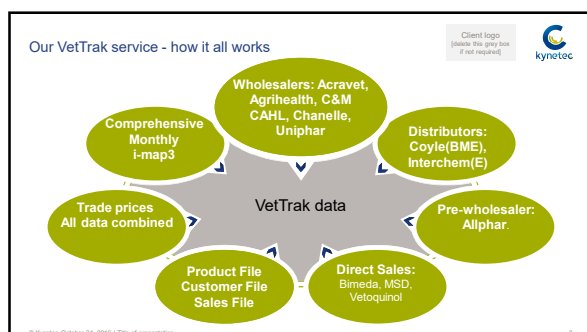 Our VetTrak service - how it all works
Client logo
[delete this grey box
if not required]
kynetec
Wholesalers: Acravet,
Agrihealth, C&M
CAHL, Chanelle,
Uniphar
Comprehensive
Monthly
i-map3
Distributors:
Coyle(BME),
Interchem(E)
Trade prices
All data combined
VetTrak data
Pre-wholesaler:
Allphar.
Product File
Customer File
Sales File
Direct Sales:
Bimeda, MSD,
Vetoquinol